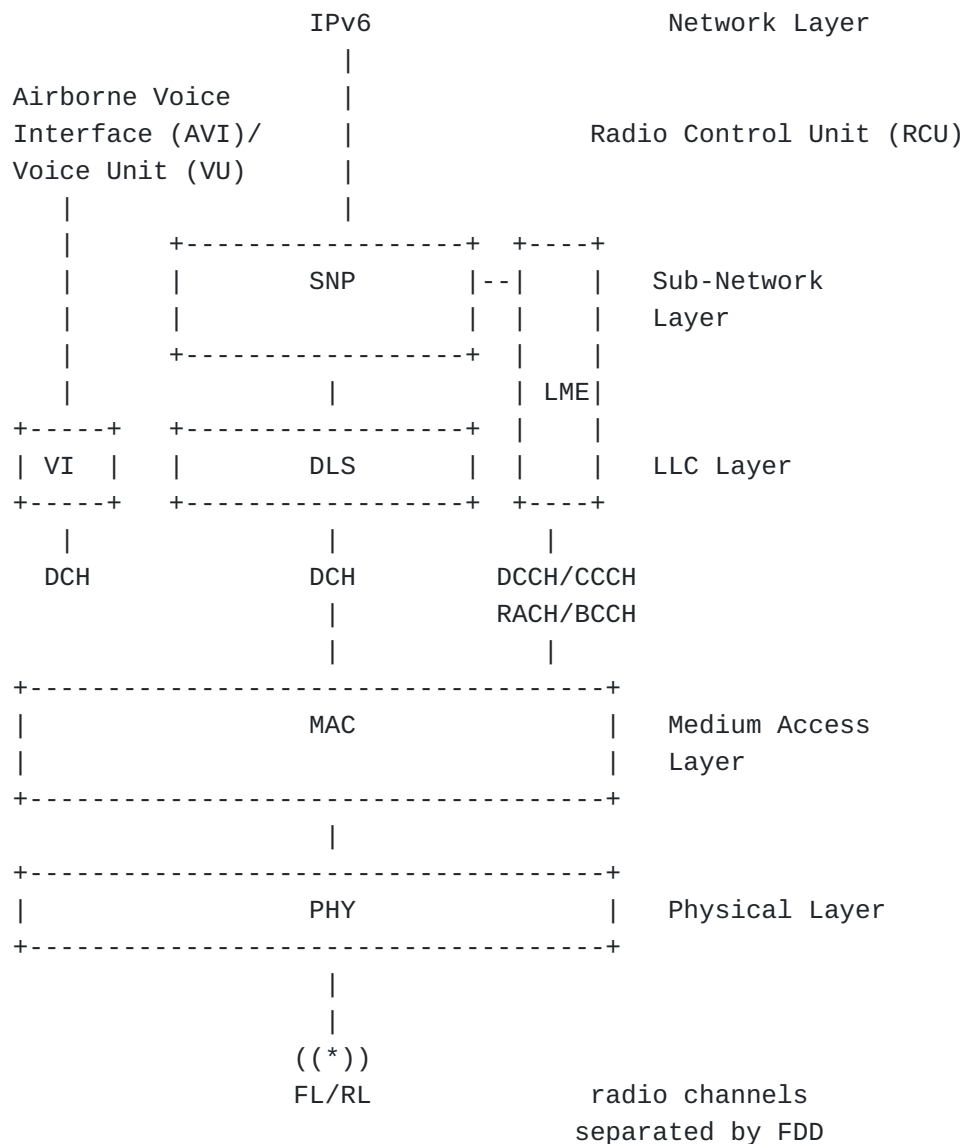 IPv6 Network Layer
Airborne Voice
Interface (AVI)/ Radio Control Unit (RCU)
Voice Unit (VU)
SNP Sub-Network
Layer
LME
VI DLS LLC Layer
DCH DCH DCCH/CCCH
RACH/BCCH
MAC Medium Access
Layer
PHY Physical Layer
((*))
FL/RL radio channels
separated by FDD